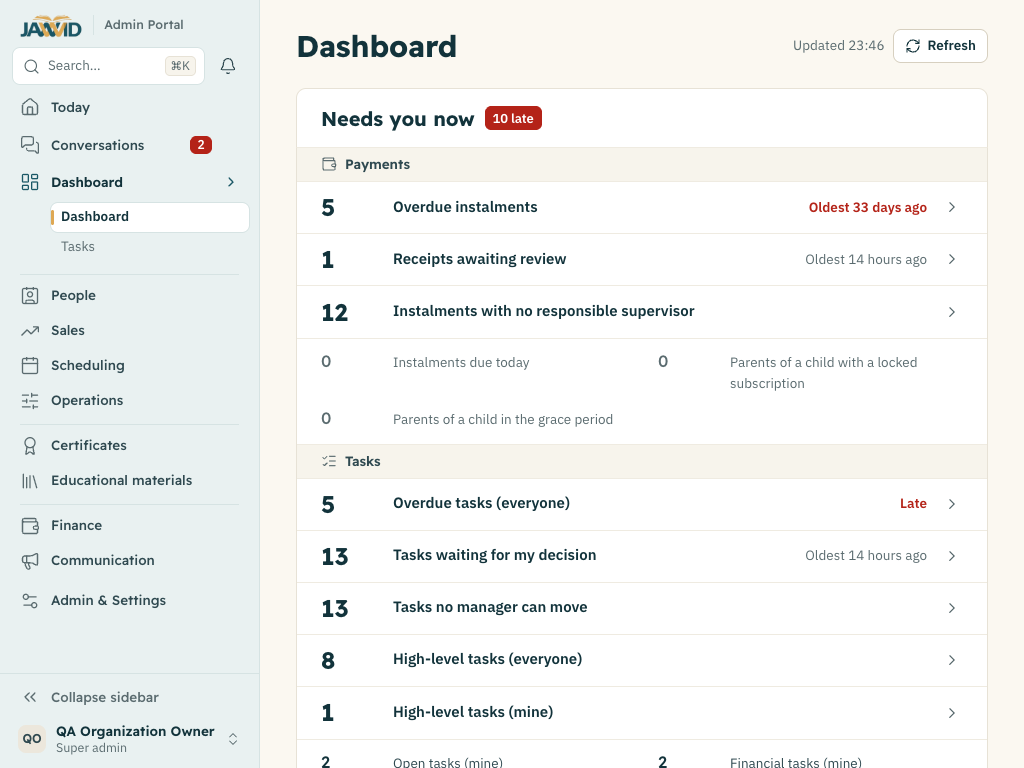 JAWID
Admin Portal
Search...
⌘K
Today
Conversations
2
Dashboard
Dashboard
Tasks
People
Sales
Scheduling
Operations
Certificates
Educational materials
Finance
Communication
Admin & Settings
Collapse sidebar
QO
QA Organization Owner
Super admin
Dashboard
Updated 23:46
Refresh
Needs you now
10 late
Payments
5 Overdue instalments Oldest 33 days ago
1 Receipts awaiting review Oldest 14 hours ago
12 Instalments with no responsible supervisor
0 Instalments due today
0 Parents of a child with a locked
subscription
0 Parents of a child in the grace period
Tasks
5 Overdue tasks (everyone) Late
13 Tasks waiting for my decision Oldest 14 hours ago
13 Tasks no manager can move
8 High-level tasks (everyone)
1 High-level tasks (mine)
2 Open tasks (mine)
2 Financial tasks (mine)